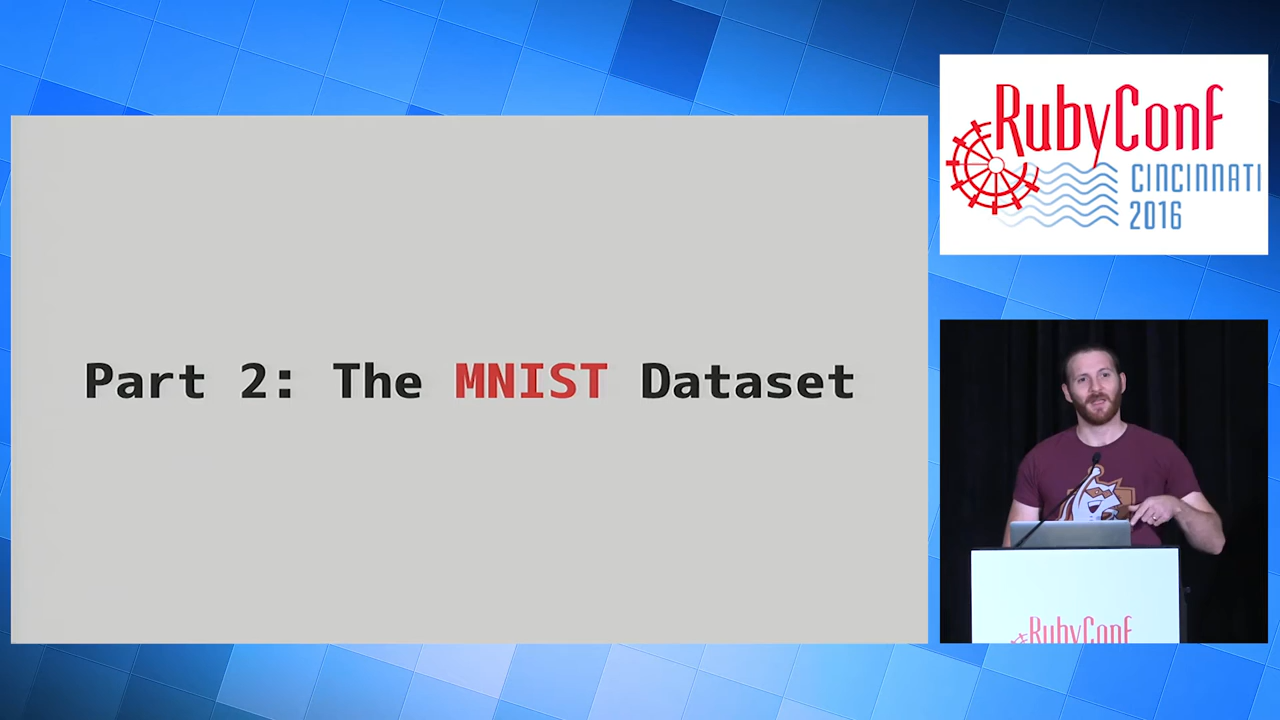 Part 2: The MNIST Dataset
RubyConf
CINCINNATI
2016
RubyConf